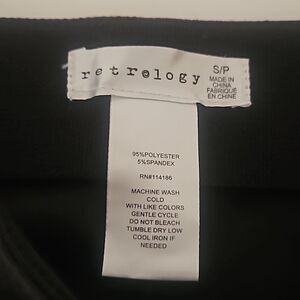 retrology
S/P
MADE IN
CHINA
FABRIQUÉ
EN CHINE
95%POLYESTER
5%SPANDEX
RN#114186
MACHINE WASH
COLD
WITH LIKE COLORS
GENTLE CYCLE
DO NOT BLEACH
TUMBLE DRY LOW
COOL IRON IF
NEEDED